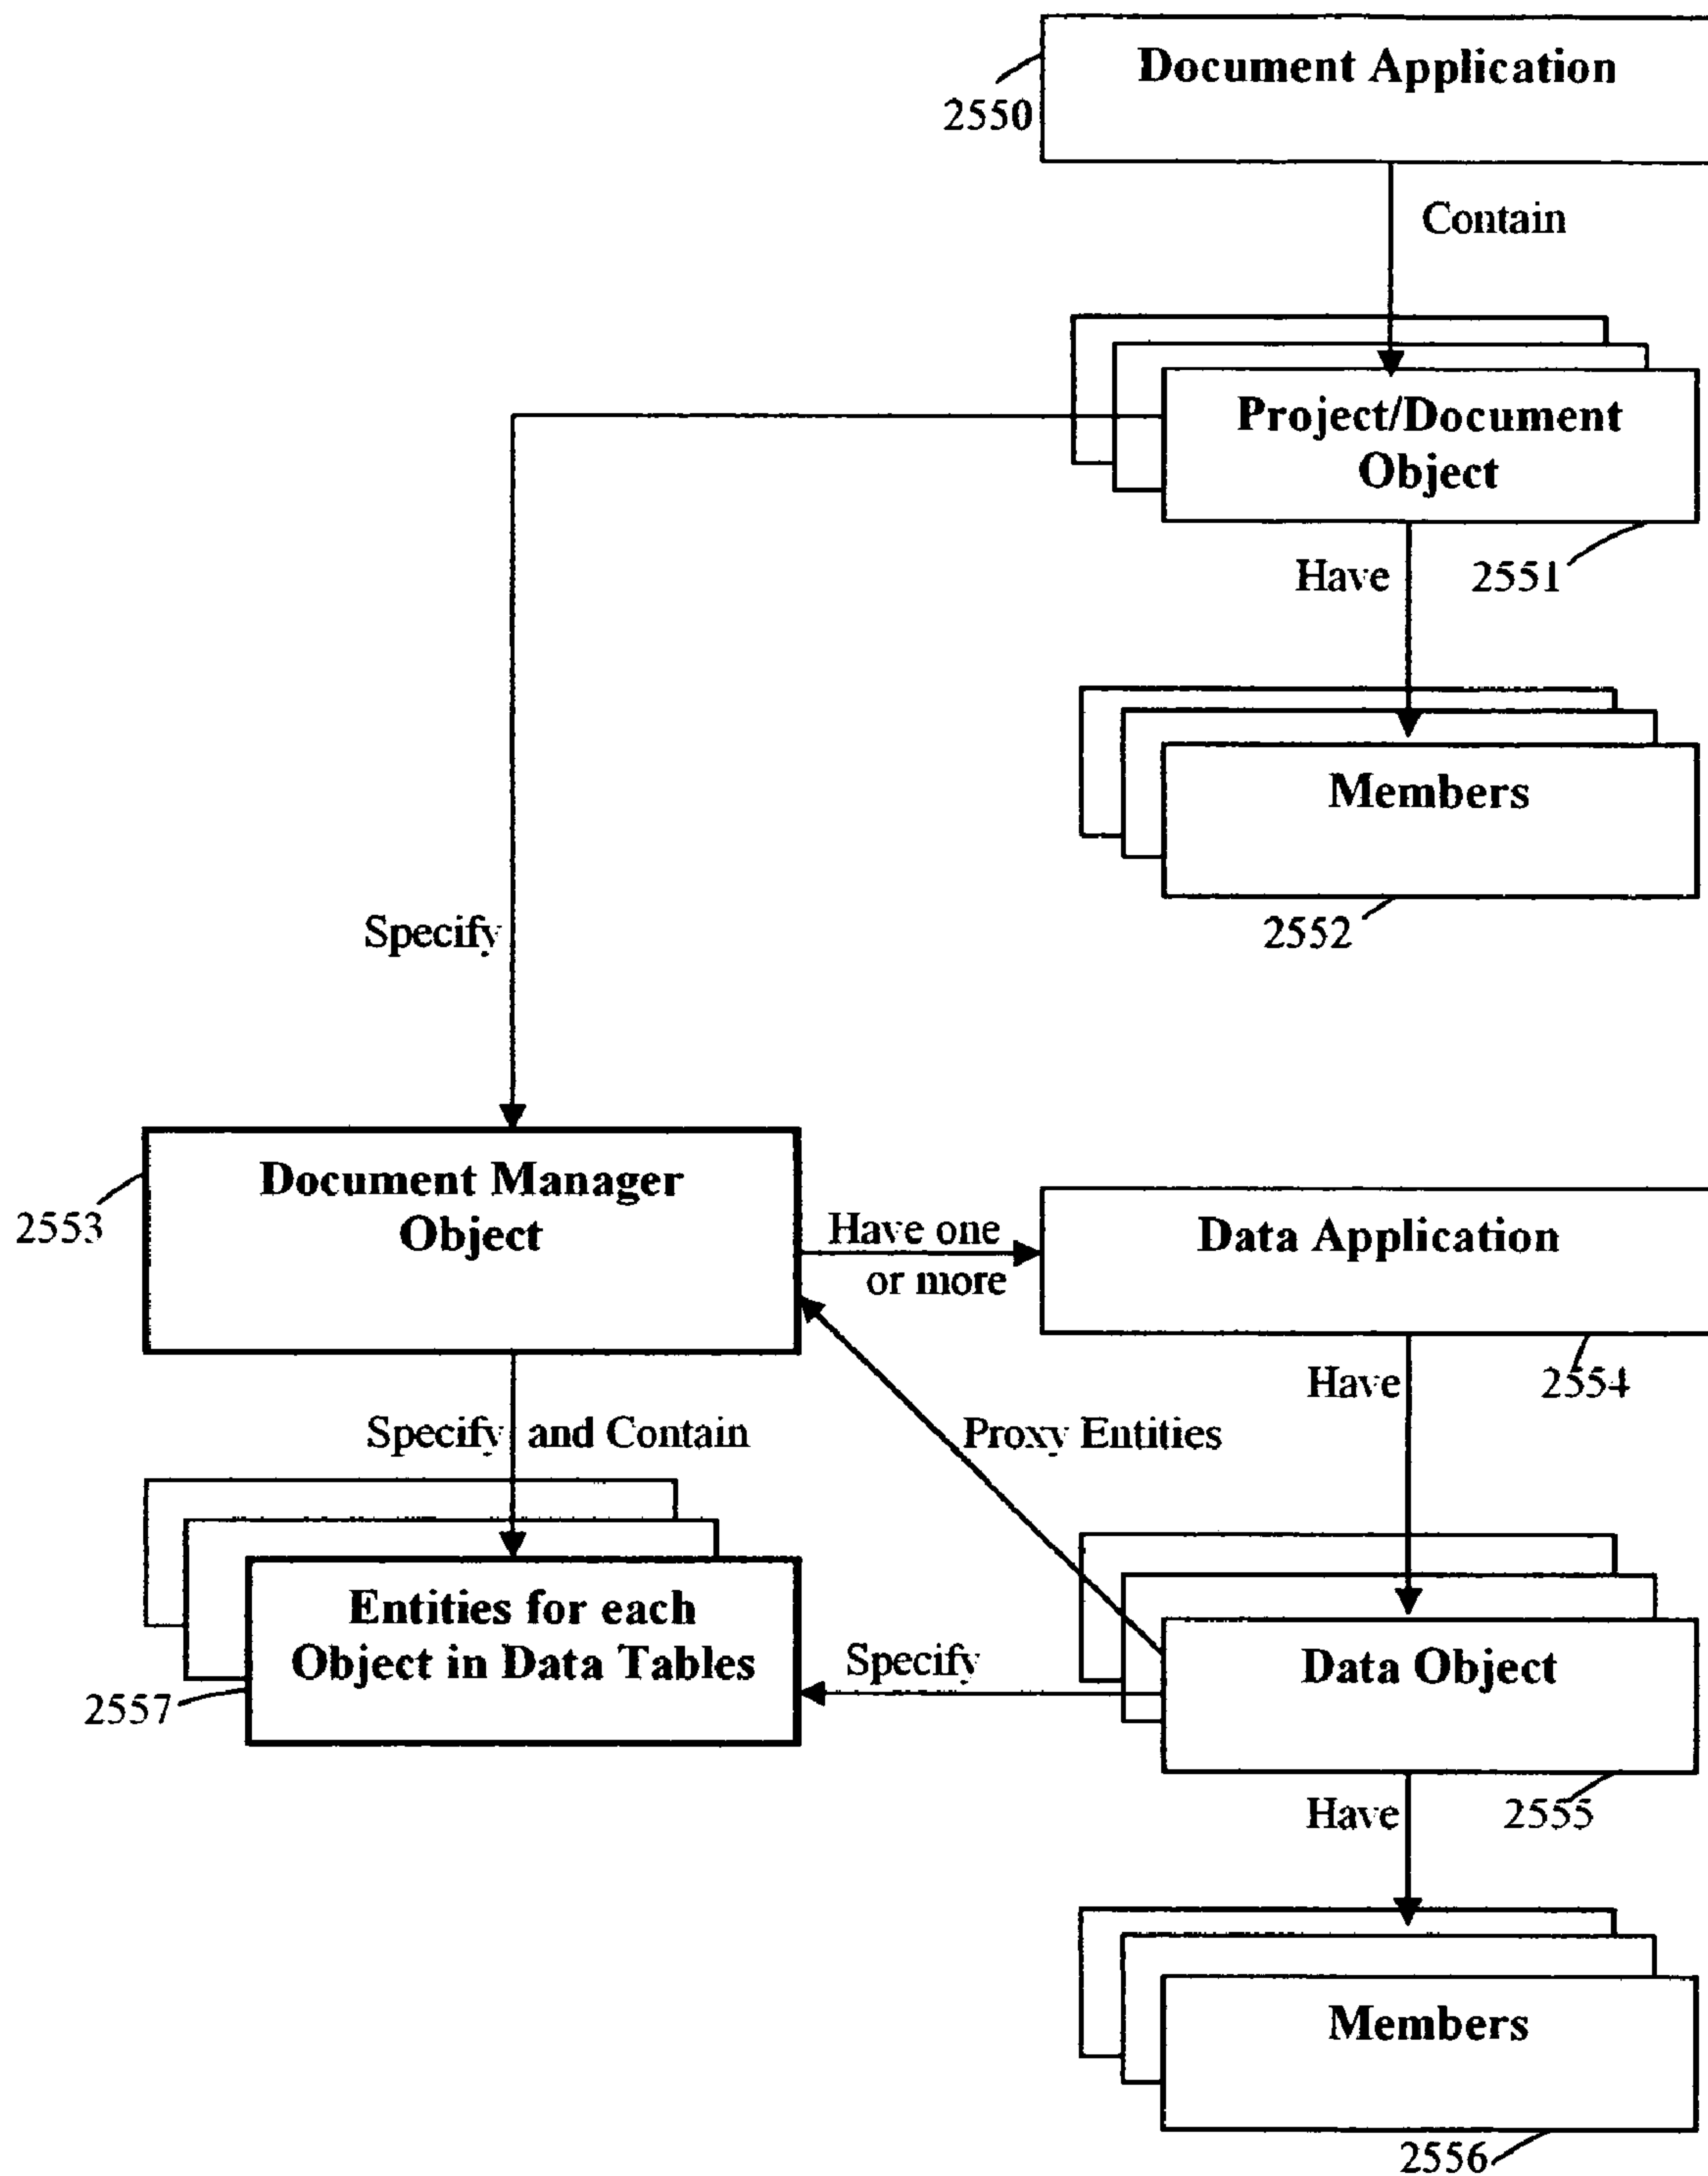 Document Application
2550
Contain
Project/Document
Object
Have
2551
Members
2552
Specify
Document Manager
Object
2553
Have one
or more
Data Application
2554
Have
Specify and Contain
Proxy Entities
Entities for each
Object in Data Tables
2557
Specify
Data Object
2555
Have
Members
2556